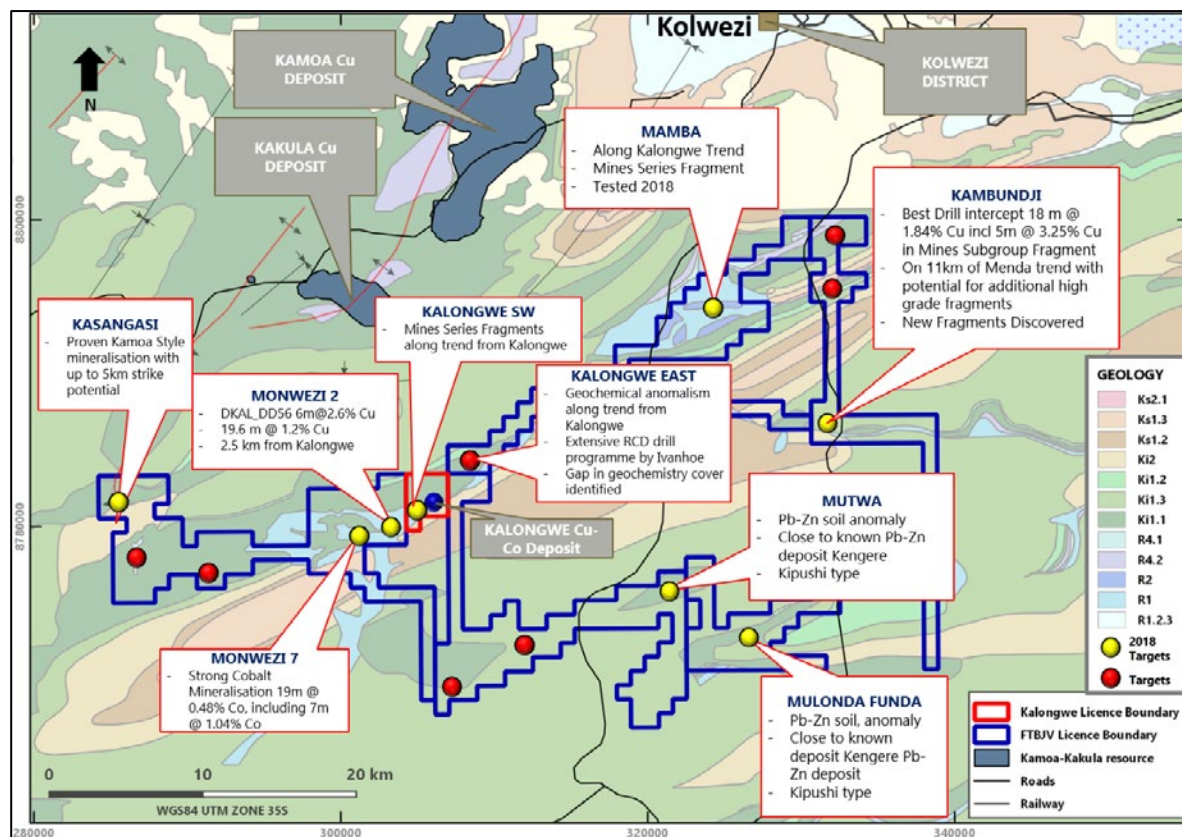 Kolwezi
KAMOA Cu
DEPOSIT
KOLWEZI
DISTRICT
KAKULA Cu
DEPOSIT
N
MAMBA
- Along Kalongwe Trend
- Mines Series Fragment
- Tested 2018
KAMBUNDJI
- Best Drill intercept 18 m @
1.84% Cu incl 5m @ 3.25% Cu
in Mines Subgroup Fragment
- On 11km of Menda trend with
potential for additional high
grade fragments
- New Fragments Discovered
KASANGASI
- Proven Kamoa Style
mineralisation with
up to 5km strike
potential
KALONGWE SW
- Mines Series Fragments
along trend from Kalongwe
MONWEZI 2
- DKAL_DD56 6m@2.6% Cu
- 19.6 m @ 1.2% Cu
- 2.5 km from Kalongwe
KALONGWE EAST
- Geochemical anomalism
along trend from
Kalongwe
- Extensive RCD drill
programme by Ivanhoe
- Gap in geochemistry cover
identified
KALONGWE Cu-
Co Deposit
MUTWA
- Pb-Zn soil anomaly
- Close to known Pb-Zn
deposit Kengere
- Kipushi type
MONWEZI 7
- Strong Cobalt
Mineralisation 19m @
0.48% Co, including 7m
@ 1.04% Co
MULONDA FUNDA
- Pb-Zn soil, anomaly
- Close to known
deposit Kengere Pb-
Zn deposit
- Kipushi type
GEOLOGY
Ks2.1
Ks1.3
Ks1.2
Ki2
Ki1.2
Ki1.3
Ki1.1
R4.1
R4.2
R2
R1
R1.2.3
2018
Targets
Targets
Kalongwe Licence Boundary
FTBJV Licence Boundary
Kamoa-Kakula resource
Roads
Railway
0 10 20 km
WGS84 UTM ZONE 35S
280000 300000 320000 340000
8800000
8780000